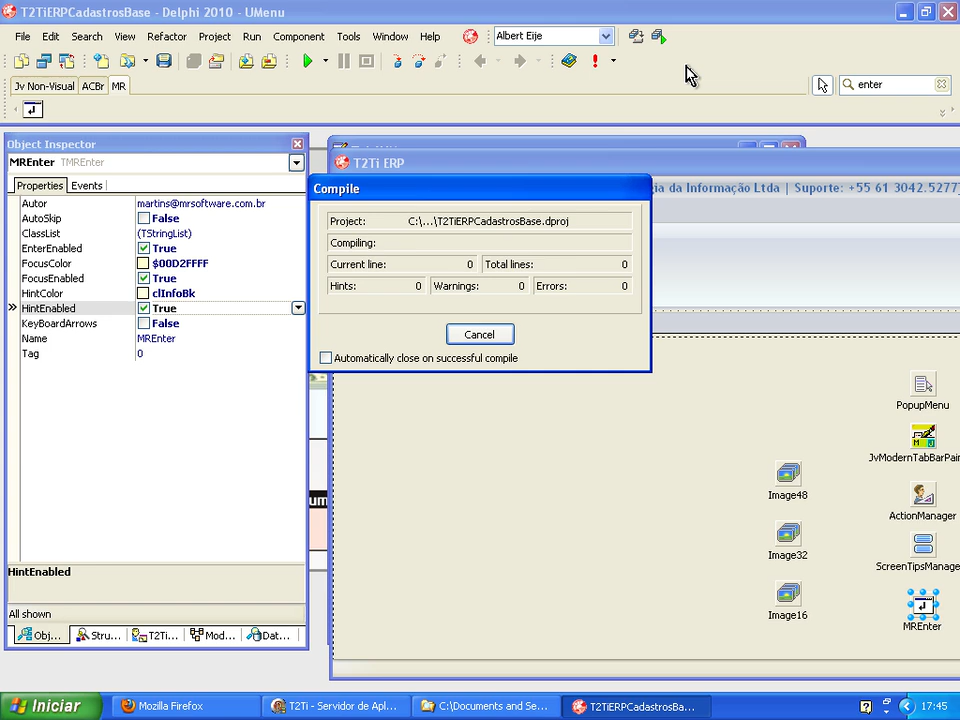 T2TiERPCadastrosBase - Delphi 2010 - UMenu
File Edit Search View Refactor Project Run Component Tools Window Help
Albert Eije
Jv Non-Visual ACBr MR
enter
Object Inspector
MREnter TMREnter
Properties Events
Autor martins@mrsoftware.com.br
AutoSkip False
ClassList (TStringList)
EnterEnabled True
FocusColor $00D2FFFF
FocusEnabled True
HintColor clInfoBk
HintEnabled True
KeyBoardArrows False
Name MREnter
Tag 0
HintEnabled
All shown
Obj... Stru... T2Ti... Mod... Dat...
T2Ti ERP
gia da Informação Ltda | Suporte: +55 61 3042.5277
Compile
Project: C:\...\T2TiERPCadastrosBase.dproj
Compiling:
Current line: 0 Total lines: 0
Hints: 0 Warnings: 0 Errors: 0
Cancel
Automatically close on successful compile
um
PopupMenu
JvModernTabBarPai
Image48
ActionManager
Image32
ScreenTipsManage
Image16
MREnter
Iniciar
Mozilla Firefox
T2Ti - Servidor de Apl...
C:\Documents and Se...
T2TiERPCadastrosBa...
17:45